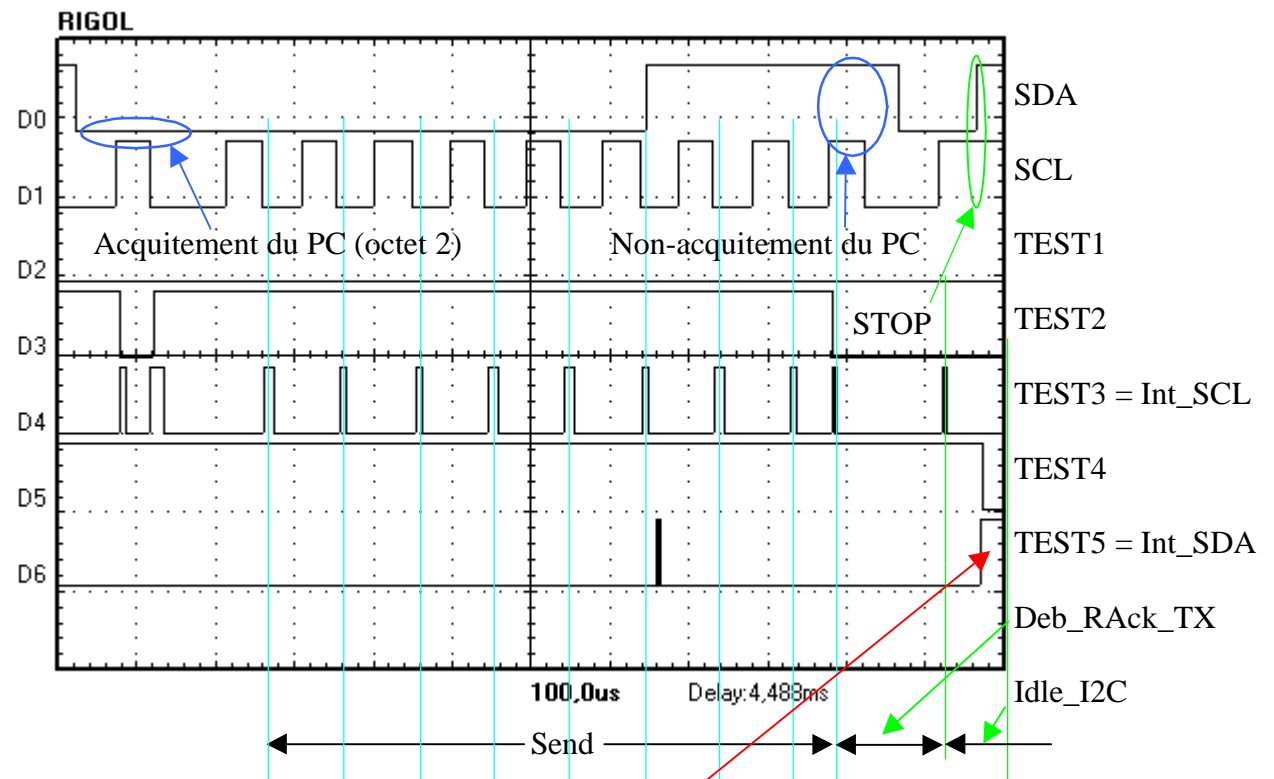 RIGOL
SDA
D0
SCL
D1
Acquitement du PC (octet 2)
Non-acquitement du PC
TEST1
D2
STOP
TEST2
D3
TEST3 = Int_SCL
D4
TEST4
D5
TEST5 = Int_SDA
D6
Deb_RAck_TX
100,0us
Delay:4,488ms
Idle_I2C
Send